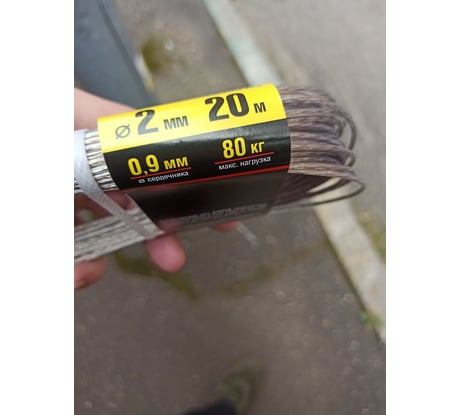 ⌀ 2 мм 20 м
0,9 мм 80 кг
⌀ сердечника макс. нагрузка